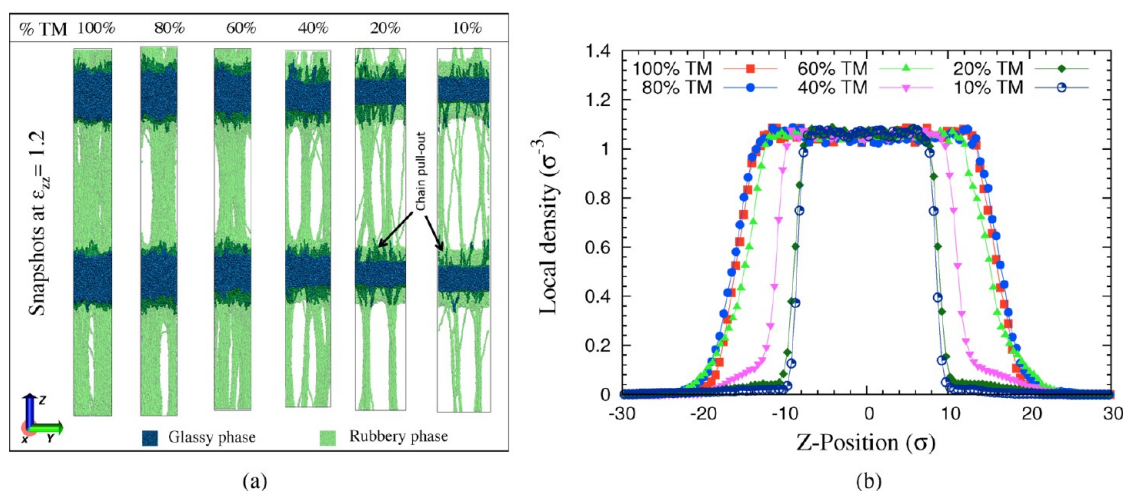 % TM 100% 80% 60% 40% 20% 10%
Snapshots at εzz= 1.2
Chain pull-out
Z
x Y
Glassy phase Rubbery phase
(a)
1.4
1.2
1
0.8
0.6
0.4
0.2
0
Local density (σ⁻³)
100% TM 60% TM 20% TM
80% TM 40% TM 10% TM
-30 -20 -10 0 10 20 30
Z-Position (σ)
(b)